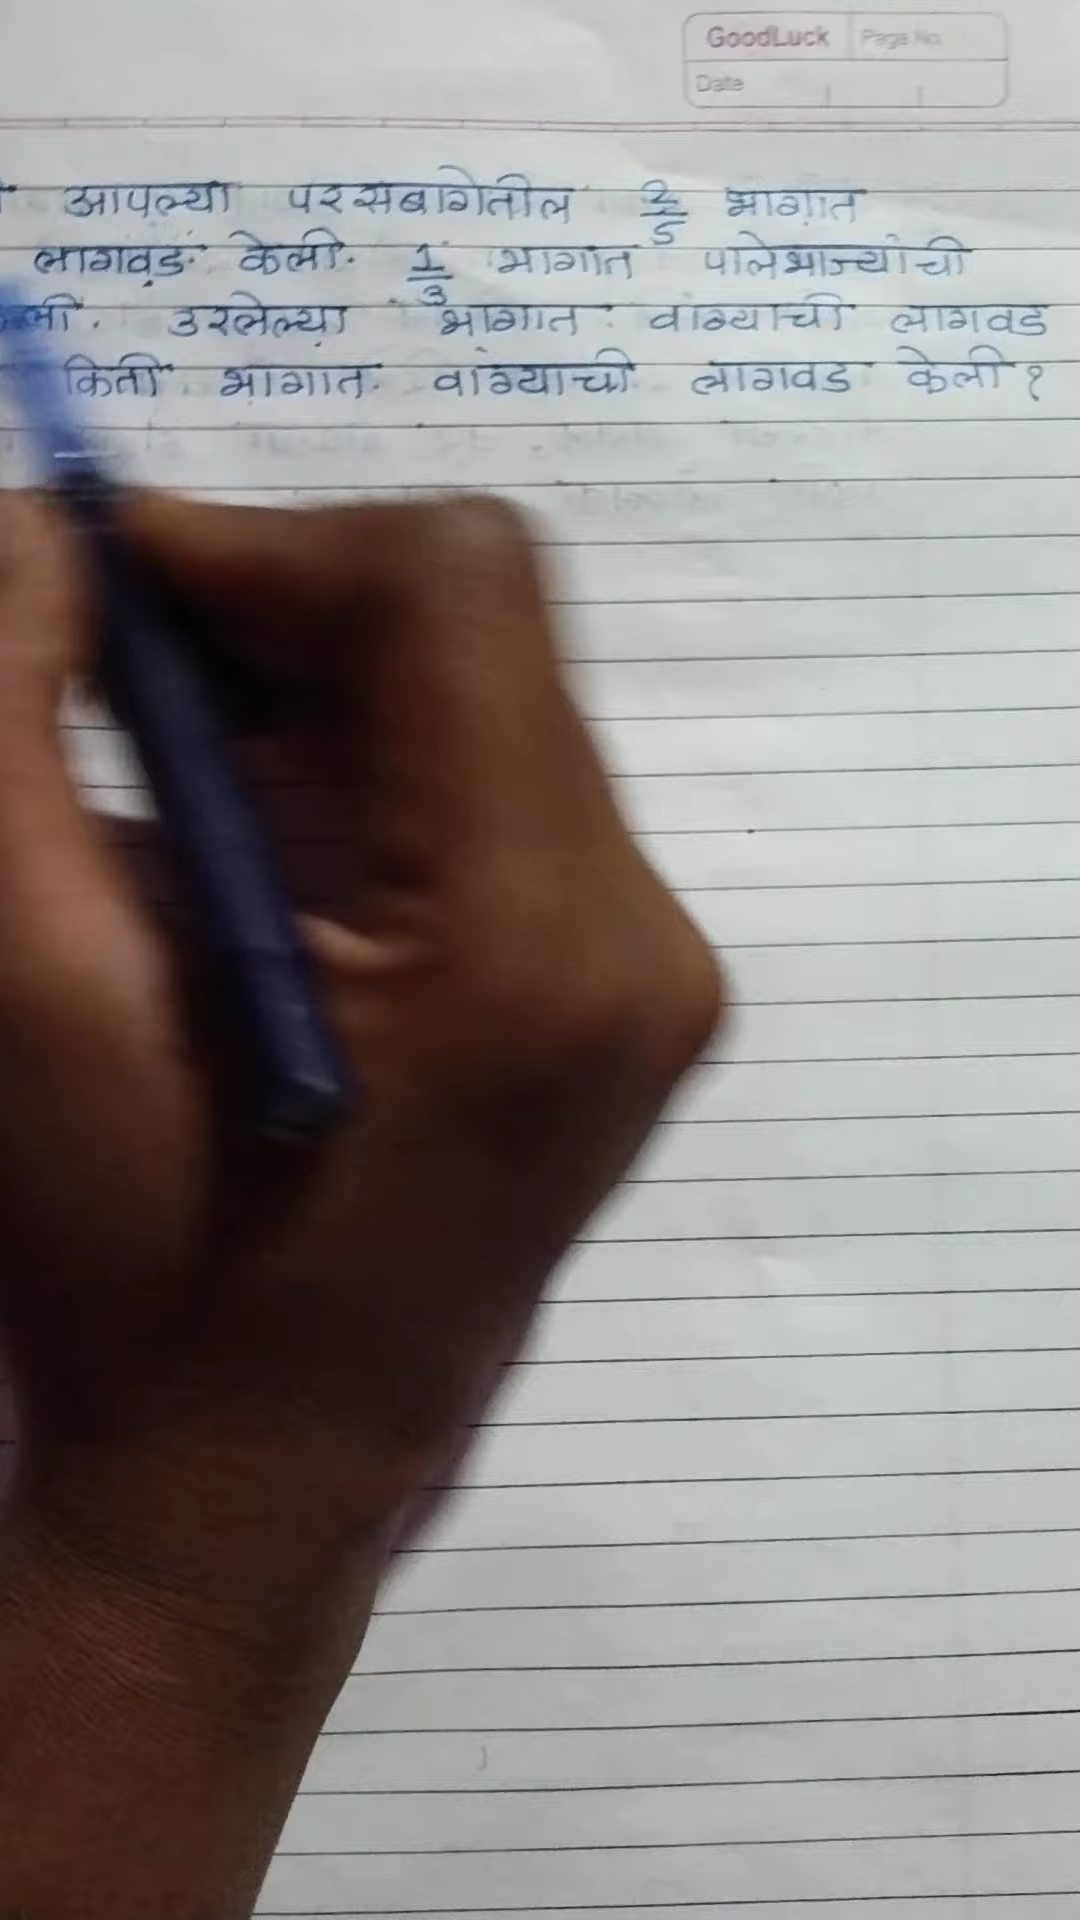 GoodLuck Page No.
Date
आपल्या परसबागेतील 2/5 भागात
लागवड केली. 1/3 भागात पालेभाज्यांची
ली. उरलेल्या भागात वांग्याची लागवड
किती भागात वांग्याची लागवड केली?